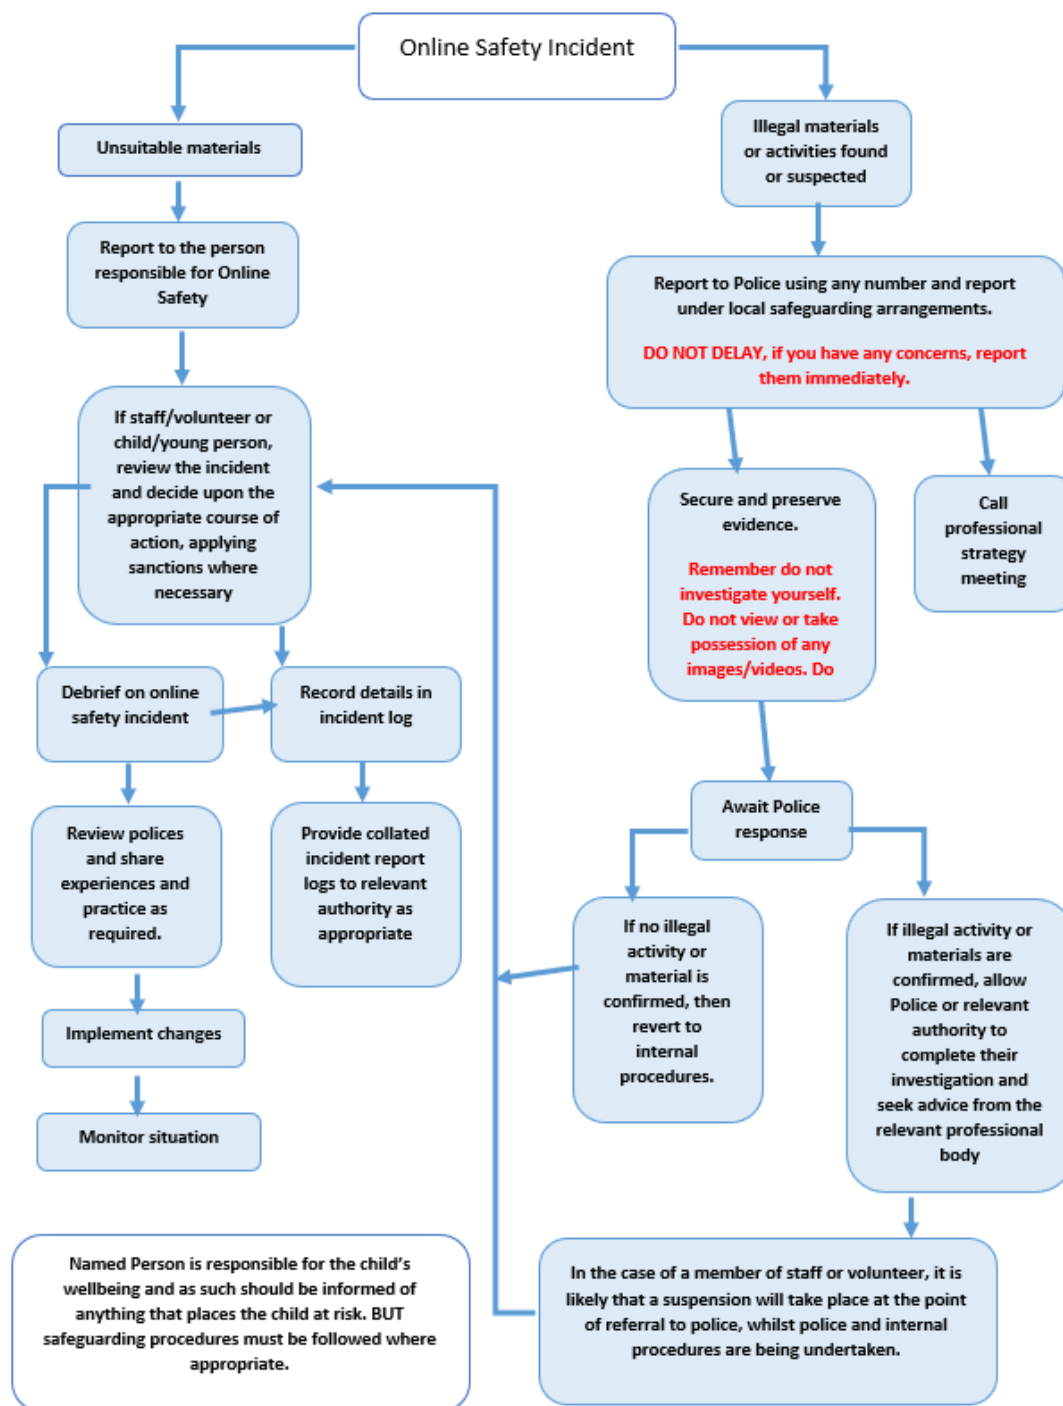 Online Safety Incident
Unsuitable materials
Illegal materials
or activities found
or suspected
Report to the person
responsible for Online
Safety
Report to Police using any number and report
under local safeguarding arrangements.
DO NOT DELAY, if you have any concerns, report
them immediately.
If staff/volunteer or
child/young person,
review the incident
and decide upon the
appropriate course of
action, applying
sanctions where
necessary
Secure and preserve
evidence.
Remember do not
investigate yourself.
Do not view or take
possession of any
images/videos. Do
Call
professional
strategy
meeting
Debrief on online
safety incident
Record details in
incident log
Review polices
and share
experiences and
practice as
required.
Provide collated
incident report
logs to relevant
authority as
appropriate
Await Police
response
If no illegal
activity or
material is
confirmed, then
revert to
internal
procedures.
If illegal activity or
materials are
confirmed, allow
Police or relevant
authority to
complete their
investigation and
seek advice from the
relevant professional
body
Implement changes
Monitor situation
Named Person is responsible for the child's
wellbeing and as such should be informed of
anything that places the child at risk. BUT
safeguarding procedures must be followed where
appropriate.
In the case of a member of staff or volunteer, it is
likely that a suspension will take place at the point
of referral to police, whilst police and internal
procedures are being undertaken.